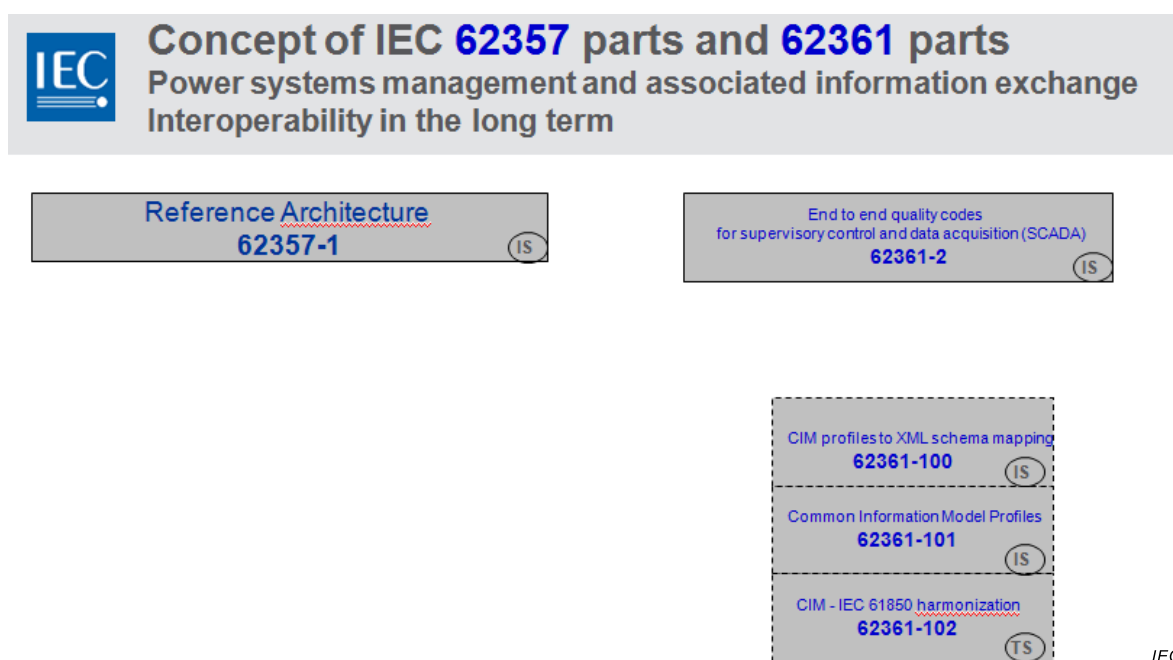 IEC
Concept of IEC 62357 parts and 62361 parts
Power systems management and associated information exchange
Interoperability in the long term
Reference Architecture
62357-1
IS
End to end quality codes
for supervisory control and data acquisition (SCADA)
62361-2
IS
CIM profiles to XML schema mapping
62361-100
IS
Common Information Model Profiles
62361-101
IS
CIM - IEC 61850 harmonization
62361-102
TS
IEC